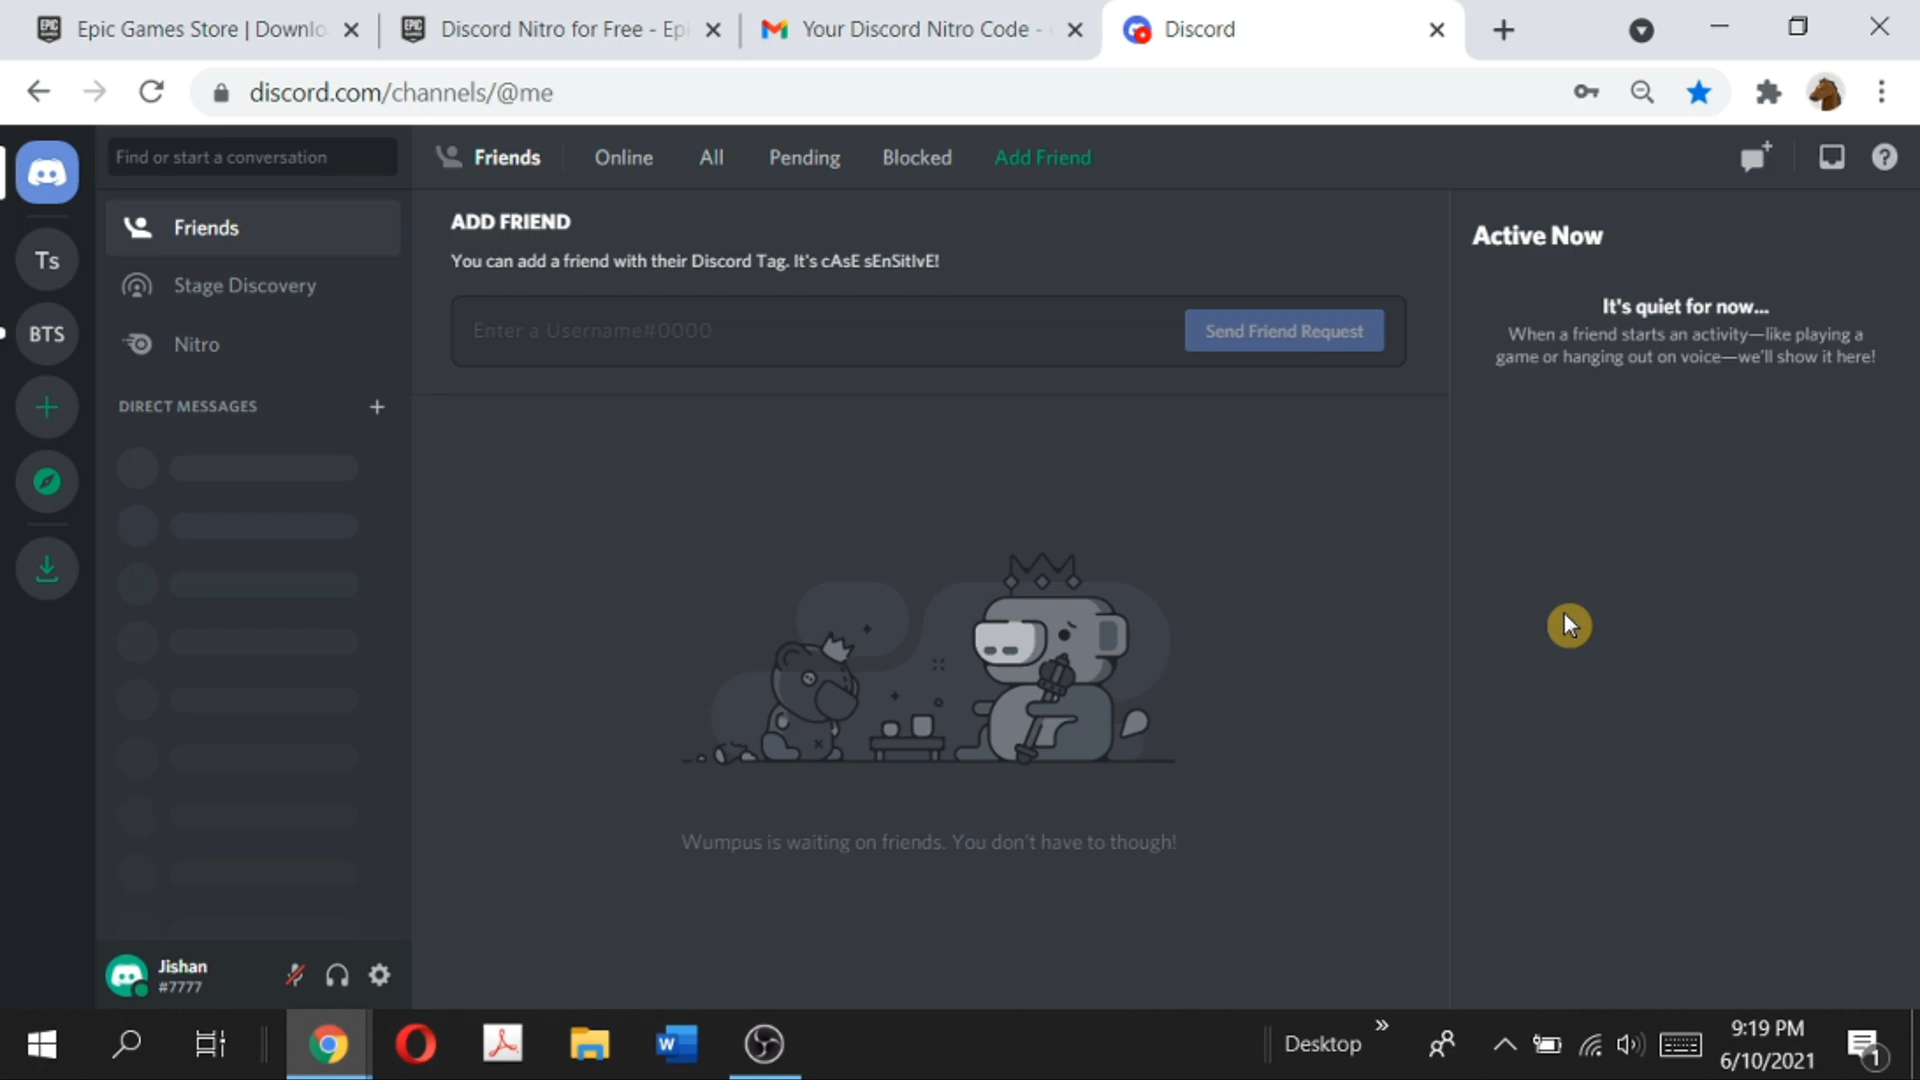 Epic Games Store | Downlo
Discord Nitro for Free - Epi
Your Discord Nitro Code -
Discord
discord.com/channels/@me
Find or start a conversation
Friends
Online
All
Pending
Blocked
Add Friend
Ts
BTS
Friends
Stage Discovery
Nitro
DIRECT MESSAGES
ADD FRIEND
You can add a friend with their Discord Tag. It's cAsE sEnSitIvE!
Enter a Username#0000
Send Friend Request
Wumpus is waiting on friends. You don't have to though!
Active Now
It's quiet for now...
When a friend starts an activity—like playing a
game or hanging out on voice—we'll show it here!
Jishan
#7777
Desktop
9:19 PM
6/10/2021
1